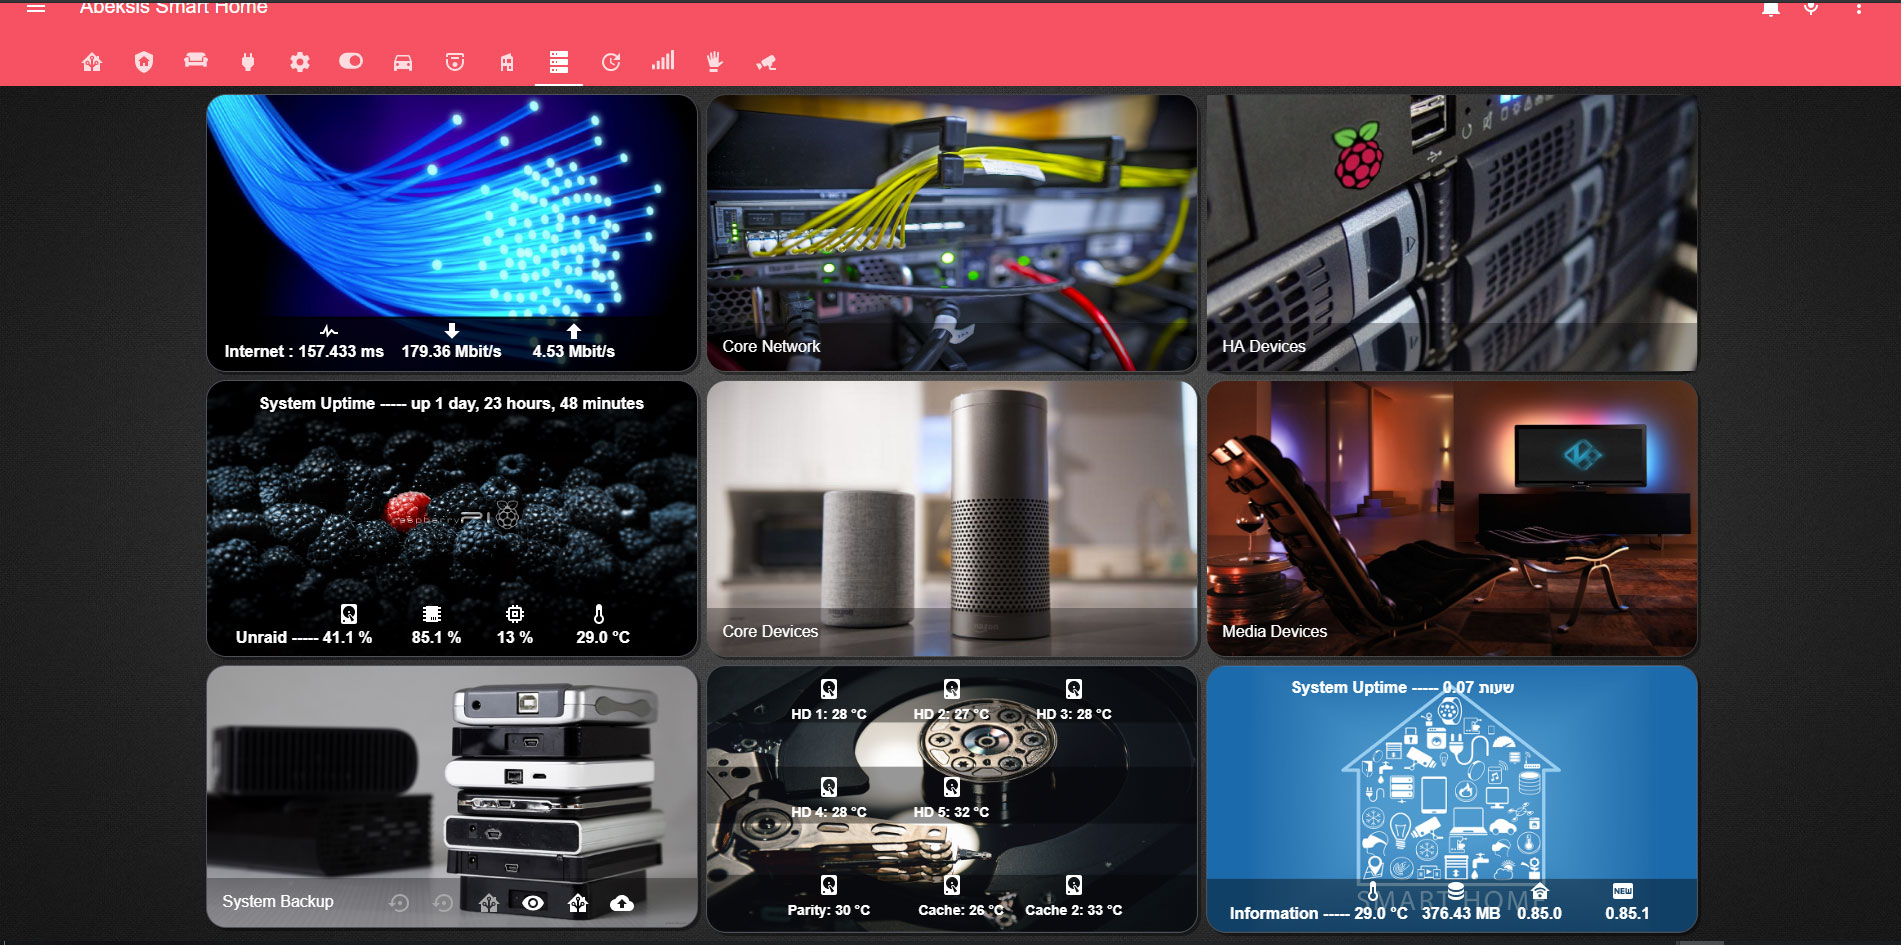 Abeksis Smart Home
Internet : 157.433 ms 179.36 Mbit/s 4.53 Mbit/s
Core Network
HA Devices
System Uptime ----- up 1 day, 23 hours, 48 minutes
raspberry PI
Unraid ----- 41.1 % 85.1 % 13 % 29.0 °C
amazon
Core Devices
Media Devices
System Backup
HD 1: 28 °C HD 2: 27 °C HD 3: 28 °C
HD 4: 28 °C HD 5: 32 °C
Parity: 30 °C Cache: 26 °C Cache 2: 33 °C
System Uptime ----- 0.07 שעות
NEW
SMART HOME
Information ----- 29.0 °C 376.43 MB 0.85.0 0.85.1